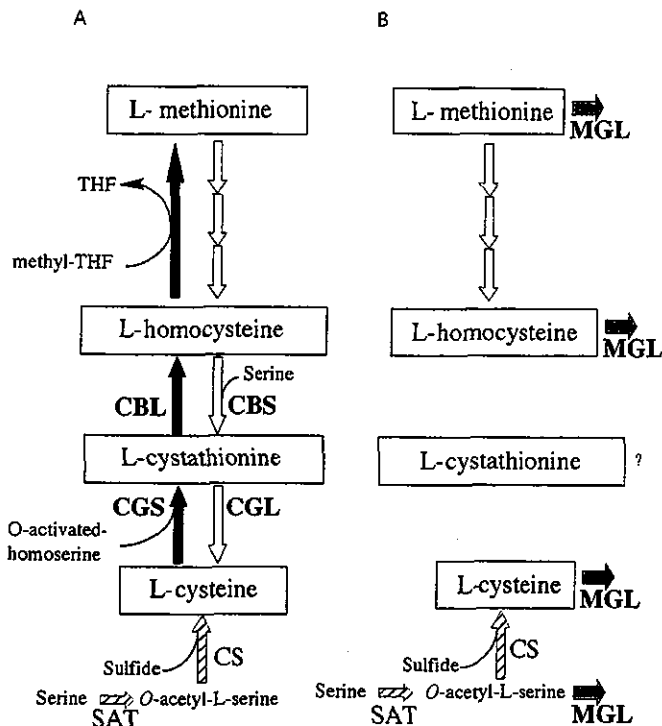 A
L- methionine
THF
methyl-THF
L-homocysteine
Serine
CBL
CBS
L-cystathionine
CGS
CGL
O-activated-
homoserine
L-cysteine
Sulfide
CS
Serine
O-acetyl-L-serine
SAT
B
L- methionine
MGL
L-homocysteine
MGL
L-cystathionine
?
L-cysteine
MGL
Sulfide
CS
Serine
O-acetyl-L-serine
SAT
MGL